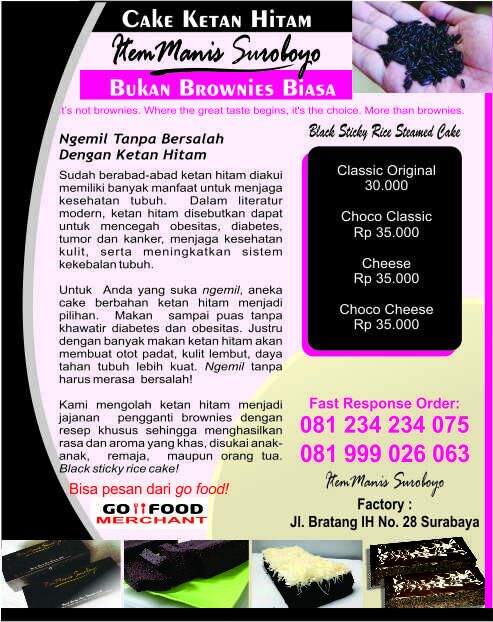 Cake Ketan Hitam
ItemManis Suroboyo
Bukan Brownies Biasa
It's not brownies. Where the great taste begins, it's the choice. More than brownies.
Ngemil Tanpa Bersalah
Dengan Ketan Hitam
Sudah berabad-abad ketan hitam diakui
memiliki banyak manfaat untuk menjaga
kesehatan tubuh. Dalam literatur
modern, ketan hitam disebutkan dapat
untuk mencegah obesitas, diabetes,
tumor dan kanker, menjaga kesehatan
kulit, serta meningkatkan sistem
kekebalan tubuh.
Untuk Anda yang suka ngemil, aneka
cake berbahan ketan hitam menjadi
pilihan. Makan sampai puas tanpa
khawatir diabetes dan obesitas. Justru
dengan banyak makan ketan hitam akan
membuat otot padat, kulit lembut, daya
tahan tubuh lebih kuat. Ngemil tanpa
harus merasa bersalah!
Kami mengolah ketan hitam menjadi
jajanan pengganti brownies dengan
resep khusus sehingga menghasilkan
rasa dan aroma yang khas, disukai anak-
anak, remaja, maupun orang tua.
Black sticky rice cake!
Bisa pesan dari go food!
GO FOOD
MERCHANT
Black Sticky Rice Steamed Cake
Classic Original
30.000
Choco Classic
Rp 35.000
Cheese
Rp 35.000
Choco Cheese
Rp 35.000
Fast Response Order:
081 234 234 075
081 999 026 063
ItemManis Suroboyo
Factory :
Jl. Bratang IH No. 28 Surabaya